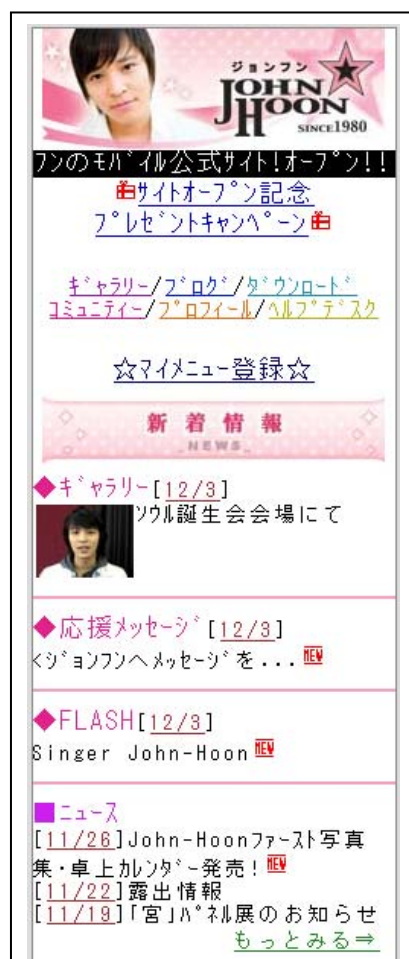 ジョンフン
JOHN
HOON
SINCE1980
フンのﾓﾊﾞｲﾙ公式ｻｲﾄ!ｵｰﾌﾟﾝ!!
ｻｲﾄｵｰﾌﾟﾝ記念
ﾌﾟﾚｾﾞﾝﾄｷｬﾝﾍﾟｰﾝ
ｷﾞｬﾗﾘｰ/ﾌﾞﾛｸﾞ/ﾀﾞｳﾝﾛｰﾄﾞ
ｺﾐｭﾆﾃｨｰ/ﾌﾟﾛﾌｨｰﾙ/ﾍﾙﾌﾟﾃﾞｽｸ
☆ﾏｲﾒﾆｭｰ登録☆
新着情報
NEWS
◆ｷﾞｬﾗﾘｰ[12/3]
ｿｳﾙ誕生会会場にて
◆応援ﾒｯｾｰｼﾞ[12/3]
<ｼﾞｮﾝﾌﾝへﾒｯｾｰｼﾞを...NEW
◆FLASH[12/3]
Singer John-Hoon NEW
■ﾆｭｰｽ
[11/26]John-Hoonﾌｧｰｽﾄ写真
集･卓上ｶﾚﾝﾀﾞｰ発売!NEW
[11/22]露出情報
[11/19]｢宮｣ﾊﾟﾈﾙ展のお知らせ
もっとみる⇒